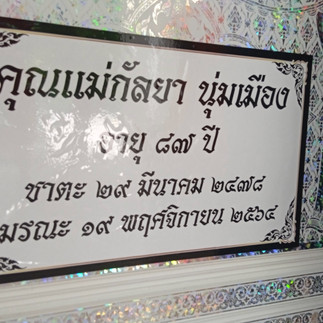 คุณแม่กัลยา นุ่มเมือง
อายุ ๘๗ ปี
ชาตะ ๒๙ มีนาคม ๒๔๗๘
มรณะ ๑๙ พฤศจิกายน ๒๕๖๔